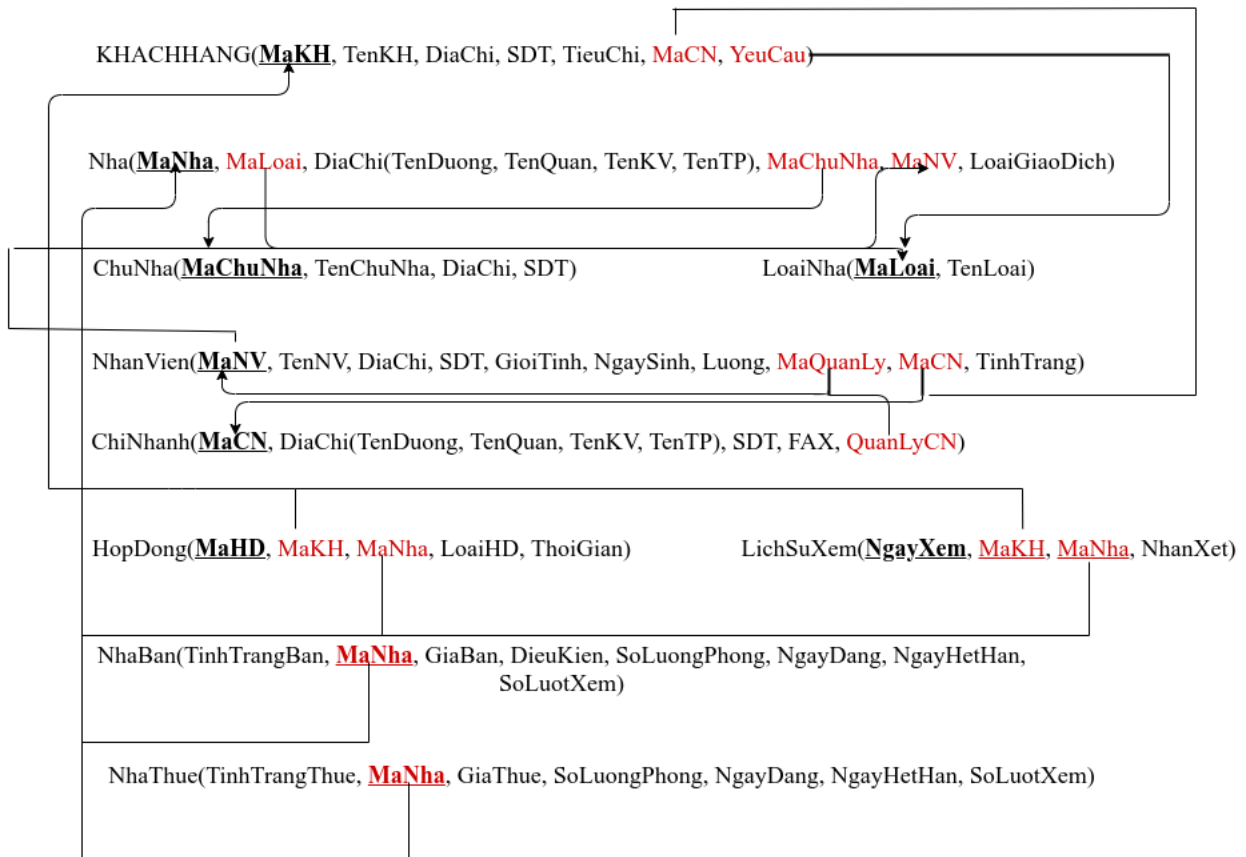 KHACHHANG(MaKH, TenKH, DiaChi, SDT, TieuChi, MaCN, YeuCau)
Nha(MaNha, MaLoai, DiaChi(TenDuong, TenQuan, TenKV, TenTP), MaChuNha, MaNV, LoaiGiaoDich)
ChuNha(MaChuNha, TenChuNha, DiaChi, SDT)
LoaiNha(MaLoai, TenLoai)
NhanVien(MaNV, TenNV, DiaChi, SDT, GioiTinh, NgaySinh, Luong, MaQuanLy, MaCN, TinhTrang)
ChiNhanh(MaCN, DiaChi(TenDuong, TenQuan, TenKV, TenTP), SDT, FAX, QuanLyCN)
HopDong(MaHD, MaKH, MaNha, LoaiHD, ThoiGian)
LichSuXem(NgayXem, MaKH, MaNha, NhanXet)
NhaBan(TinhTrangBan, MaNha, GiaBan, DieuKien, SoLuongPhong, NgayDang, NgayHetHan,
SoLuotXem)
NhaThue(TinhTrangThue, MaNha, GiaThue, SoLuongPhong, NgayDang, NgayHetHan, SoLuotXem)